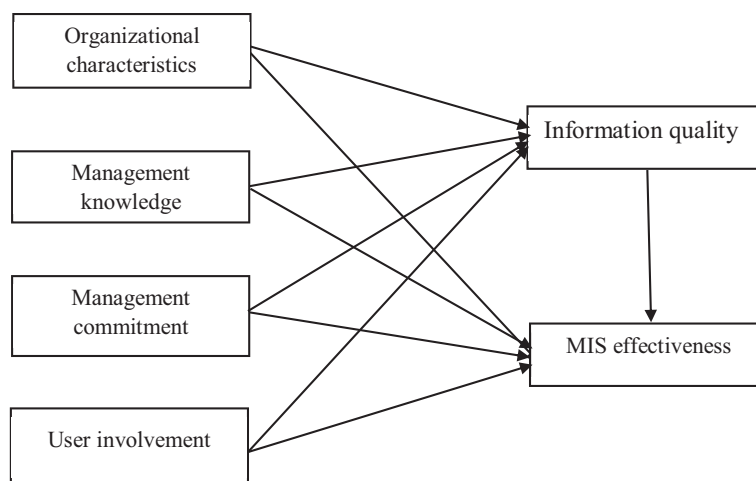 Organizational
characteristics
Information quality
Management
knowledge
Management
commitment
MIS effectiveness
User involvement